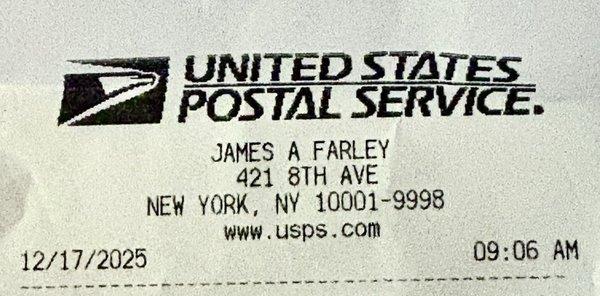 UNITED STATES
POSTAL SERVICE.
JAMES A FARLEY
421 8TH AVE
NEW YORK, NY 10001-9998
www.usps.com
12/17/2025 09:06 AM